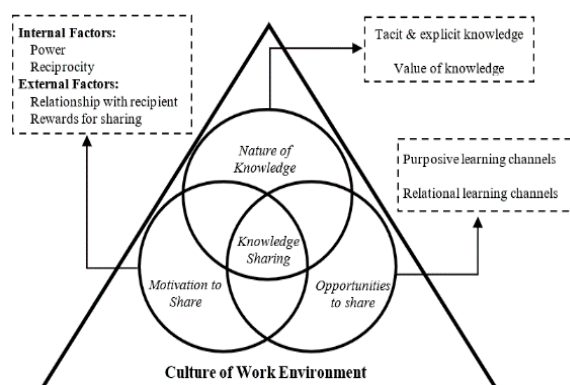 Internal Factors:
Power
Reciprocity
External Factors:
Relationship with recipient
Rewards for sharing
Tacit & explicit knowledge
Value of knowledge
Purposive learning channels
Relational learning channels
Nature of
Knowledge
Knowledge
Sharing
Motivation to
Share
Opportunities
to share
Culture of Work Environment